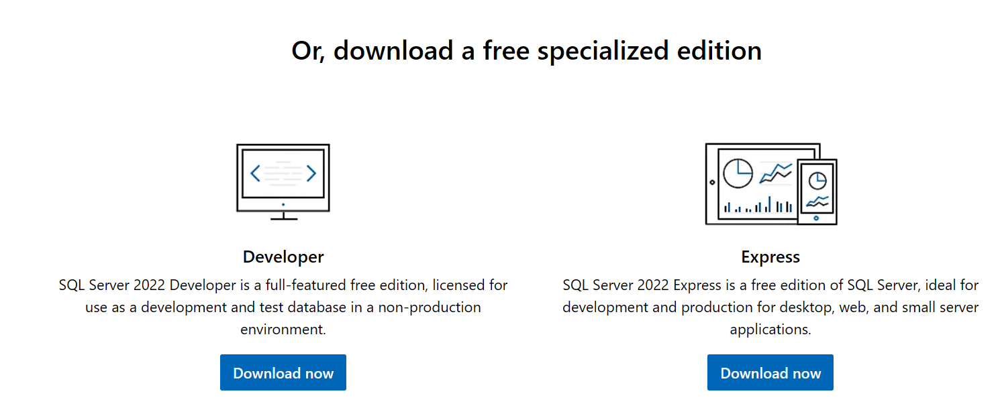 Or, download a free specialized edition
Developer
SQL Server 2022 Developer is a full-featured free edition, licensed for
use as a development and test database in a non-production
environment.
Download now
Express
SQL Server 2022 Express is a free edition of SQL Server, ideal for
development and production for desktop, web, and small server
applications.
Download now